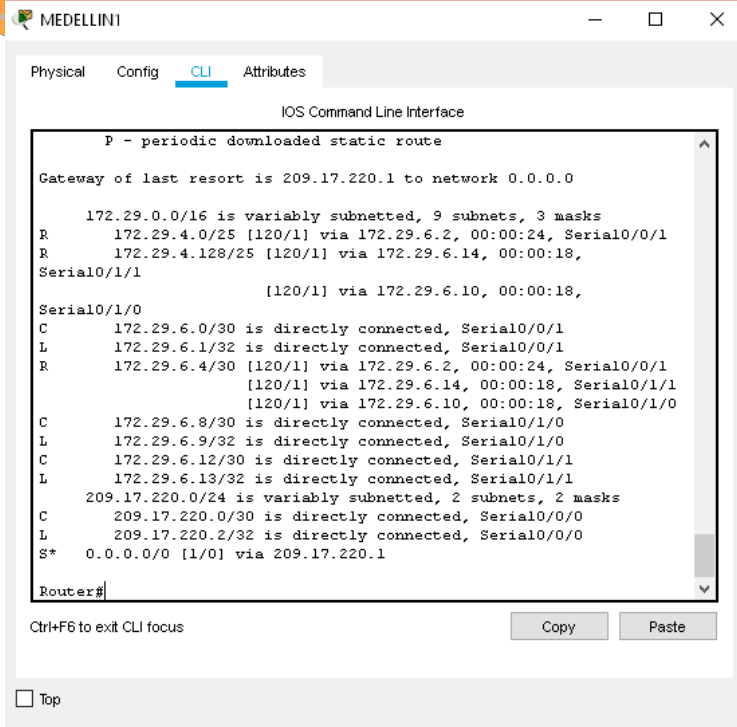 MEDELLIN1
Physical Config CLI Attributes
IOS Command Line Interface
P - periodic downloaded static route
Gateway of last resort is 209.17.220.1 to network 0.0.0.0
172.29.0.0/16 is variably subnetted, 9 subnets, 3 masks
R 172.29.4.0/25 [120/1] via 172.29.6.2, 00:00:24, Serial0/0/1
R 172.29.4.128/25 [120/1] via 172.29.6.14, 00:00:18,
Serial0/1/1
[120/1] via 172.29.6.10, 00:00:18,
Serial0/1/0
C 172.29.6.0/30 is directly connected, Serial0/0/1
L 172.29.6.1/32 is directly connected, Serial0/0/1
R 172.29.6.4/30 [120/1] via 172.29.6.2, 00:00:24, Serial0/0/1
[120/1] via 172.29.6.14, 00:00:18, Serial0/1/1
[120/1] via 172.29.6.10, 00:00:18, Serial0/1/0
C 172.29.6.8/30 is directly connected, Serial0/1/0
L 172.29.6.9/32 is directly connected, Serial0/1/0
C 172.29.6.12/30 is directly connected, Serial0/1/1
L 172.29.6.13/32 is directly connected, Serial0/1/1
209.17.220.0/24 is variably subnetted, 2 subnets, 2 masks
C 209.17.220.0/30 is directly connected, Serial0/0/0
L 209.17.220.2/32 is directly connected, Serial0/0/0
S* 0.0.0.0/0 [1/0] via 209.17.220.1
Router#
Ctrl+F6 to exit CLI focus
Copy Paste
Top